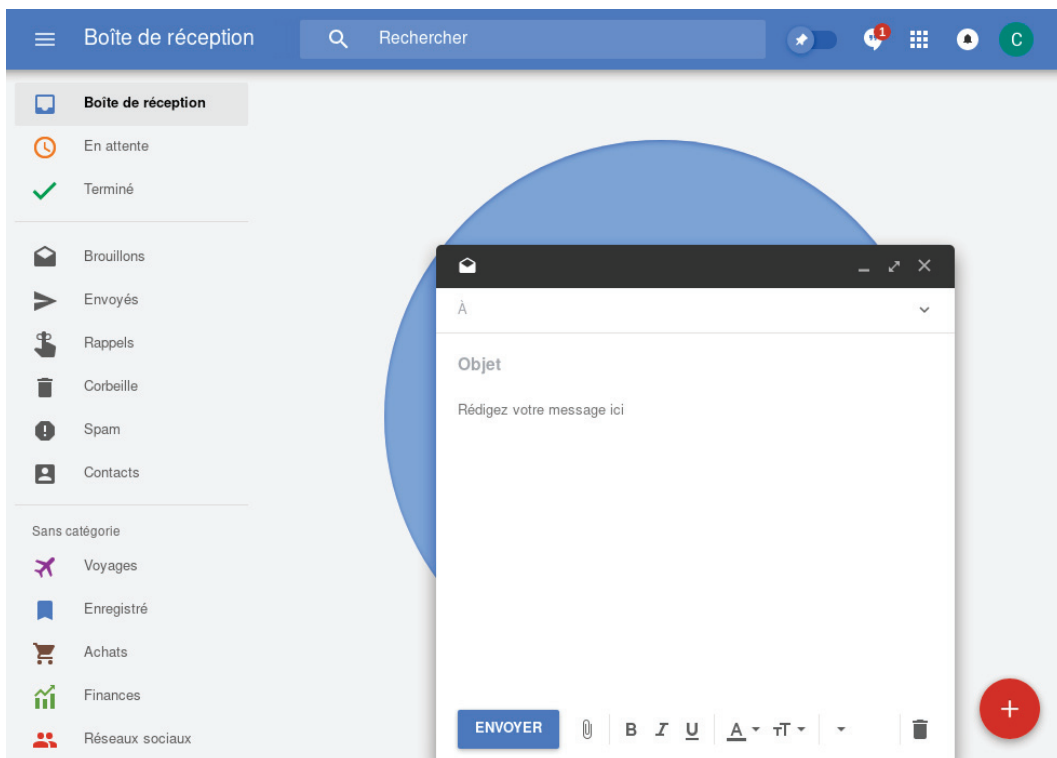 Boîte de réception
Rechercher
1
C
Boîte de réception
En attente
Terminé
Brouillons
Envoyés
Rappels
Corbeille
Spam
Contacts
Sans catégorie
Voyages
Enregistré
Achats
Finances
Réseaux sociaux
À
Objet
Rédigez votre message ici
ENVOYER
B I U A TT